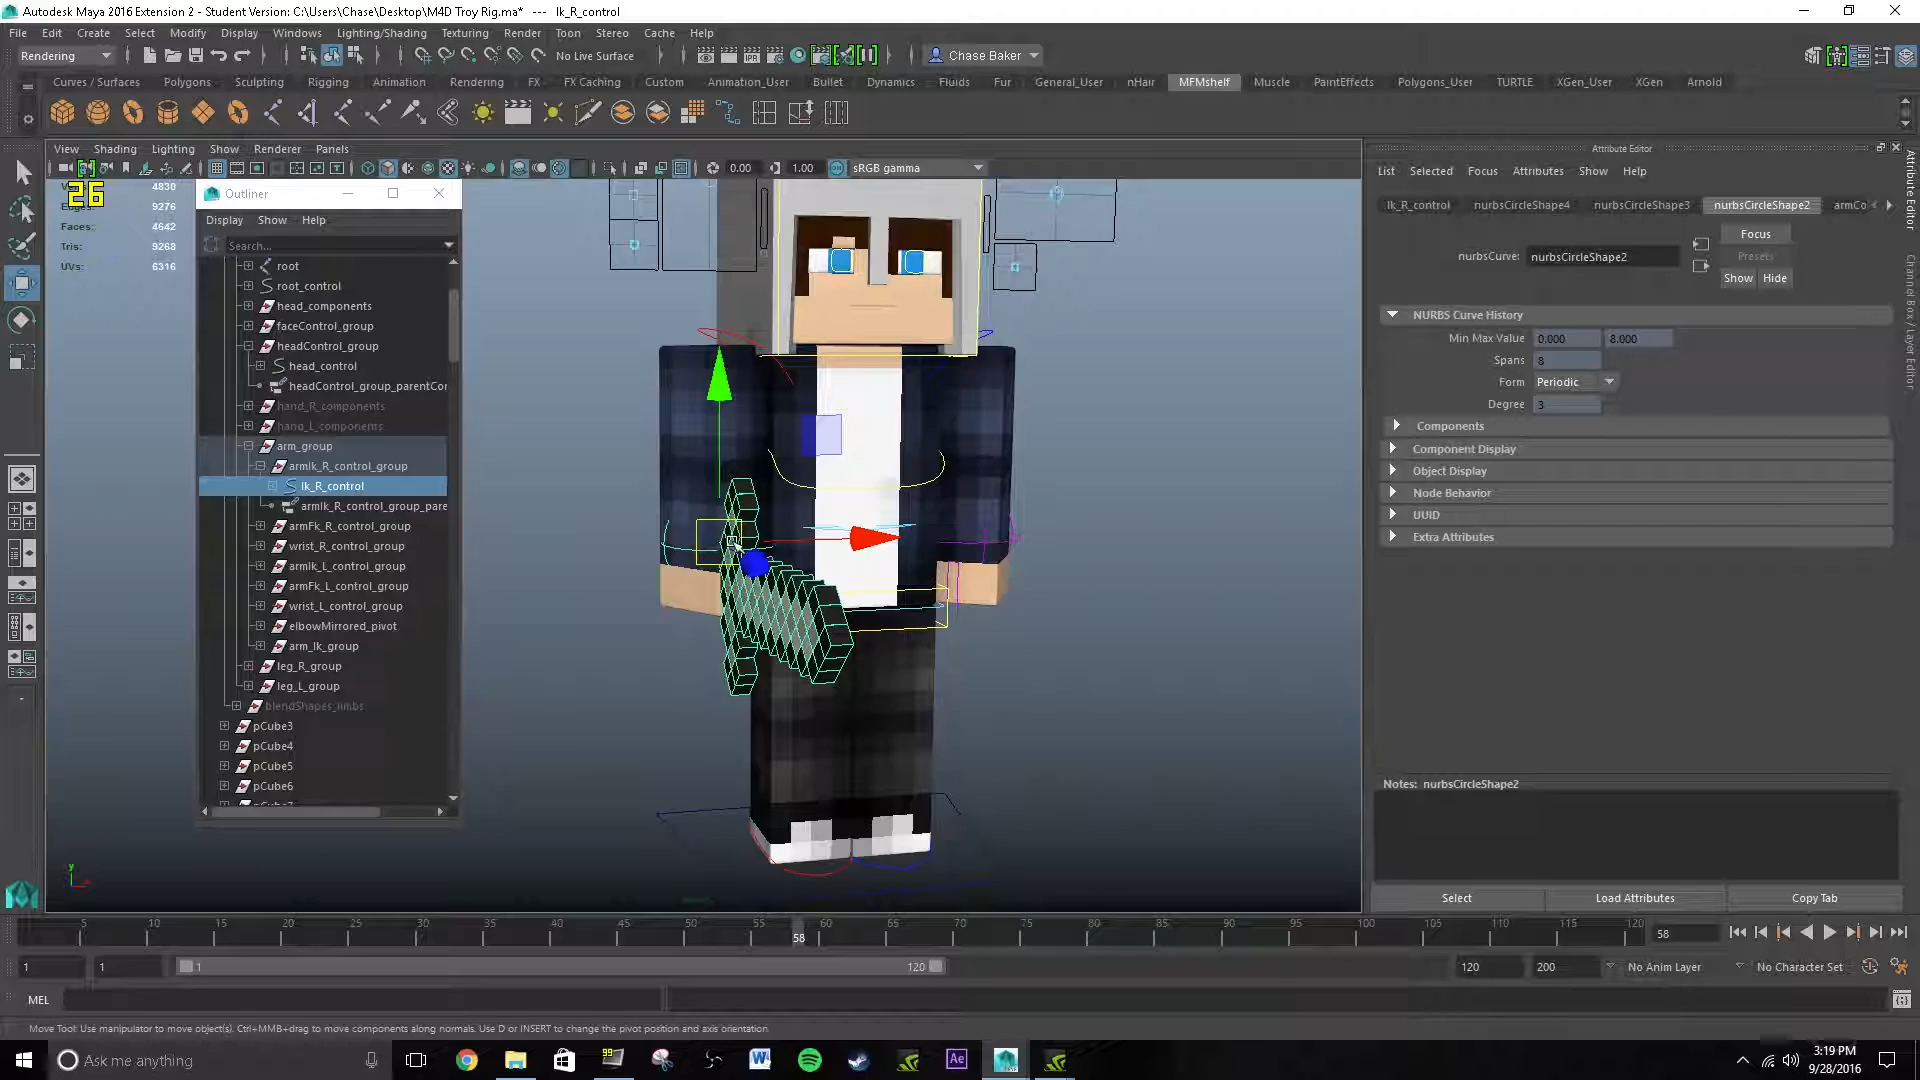 Autodesk Maya 2016 Extension 2 - Student Version: C:\Users\Chase\Desktop\M4D Troy Rig.ma*   ---   Ik_R_control
File Edit Create Select Modify Display Windows Lighting/Shading Texturing Render Toon Stereo Cache Help
Rendering No Live Surface Chase Baker
Curves / Surfaces Polygons Sculpting Rigging Animation Rendering FX FX Caching Custom Animation_User Bullet Dynamics Fluids Fur General_User nHair MFMshelf Muscle PaintEffects Polygons_User TURTLE XGen_User XGen Arnold
View Shading Lighting Show Renderer Panels
0.00 1.00 sRGB gamma
26
4830
9276
Faces: 4642
Tris: 9268
UVs: 6316
Outliner
Display Show Help
Search...
root
root_control
head_components
faceControl_group
headControl_group
head_control
headControl_group_parentCor
hand_R_components
hand_L_components
arm_group
armIk_R_control_group
Ik_R_control
armIk_R_control_group_pare
armFk_R_control_group
wrist_R_control_group
armIk_L_control_group
armFk_L_control_group
wrist_L_control_group
elbowMirrored_pivot
arm_Ik_group
leg_R_group
leg_L_group
blendShapes_limbs
pCube3
pCube4
pCube5
pCube6
pCube7
Attribute Editor
List Selected Focus Attributes Show Help
Ik_R_control nurbsCircleShape4 nurbsCircleShape3 nurbsCircleShape2 armCo
Focus
nurbsCurve: nurbsCircleShape2
Presets
Show Hide
NURBS Curve History
Min Max Value 0.000 8.000
Spans 8
Form Periodic
Degree 3
Components
Component Display
Object Display
Node Behavior
UUID
Extra Attributes
Notes: nurbsCircleShape2
Select Load Attributes Copy Tab
Attribute Editor
Channel Box / Layer Editor
5 10 15 20 25 30 35 40 45 50 55 60 65 70 75 80 85 90 95 100 105 110 115 120
58
58
1 1 1 120 120 200 No Anim Layer No Character Set
MEL
Move Tool: Use manipulator to move object(s). Ctrl+MMB+drag to move components along normals. Use D or INSERT to change the pivot position and axis orientation.
Ask me anything
99
3:19 PM
9/28/2016